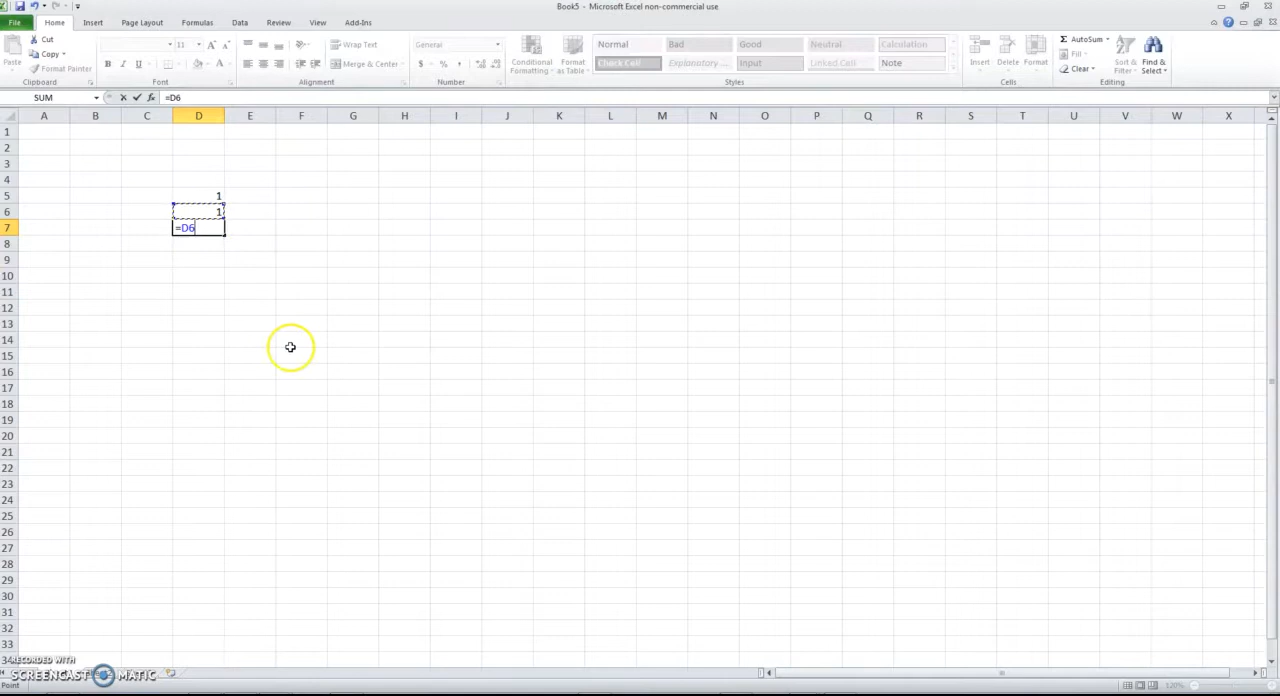 Book5 - Microsoft Excel non-commercial use
File Home Insert Page Layout Formulas Data Review View Add-Ins
Cut
Copy
Format Painter
Paste
Clipboard
11
Wrap Text
Merge & Center
General
Font
Alignment
Number
Conditional Formatting
Format as Table
Normal Bad Good Neutral Calculation
Check Cell Explanatory ... Input Linked Cell Note
Styles
Insert Delete Format
Cells
AutoSum
Fill
Clear
Sort & Filter
Find & Select
Editing
SUM fx =D6
A B C D E F G H I J K L M N O P Q R S T U V W X
1
2
3
4
5 1
6 1
7 =D6
8
9
10
11
12
13
14
15
16
17
18
19
20
21
22
23
24
25
26
27
28
29
30
31
32
33
34
RECORDED WITH
SCREENCAST MATIC
Point 120%